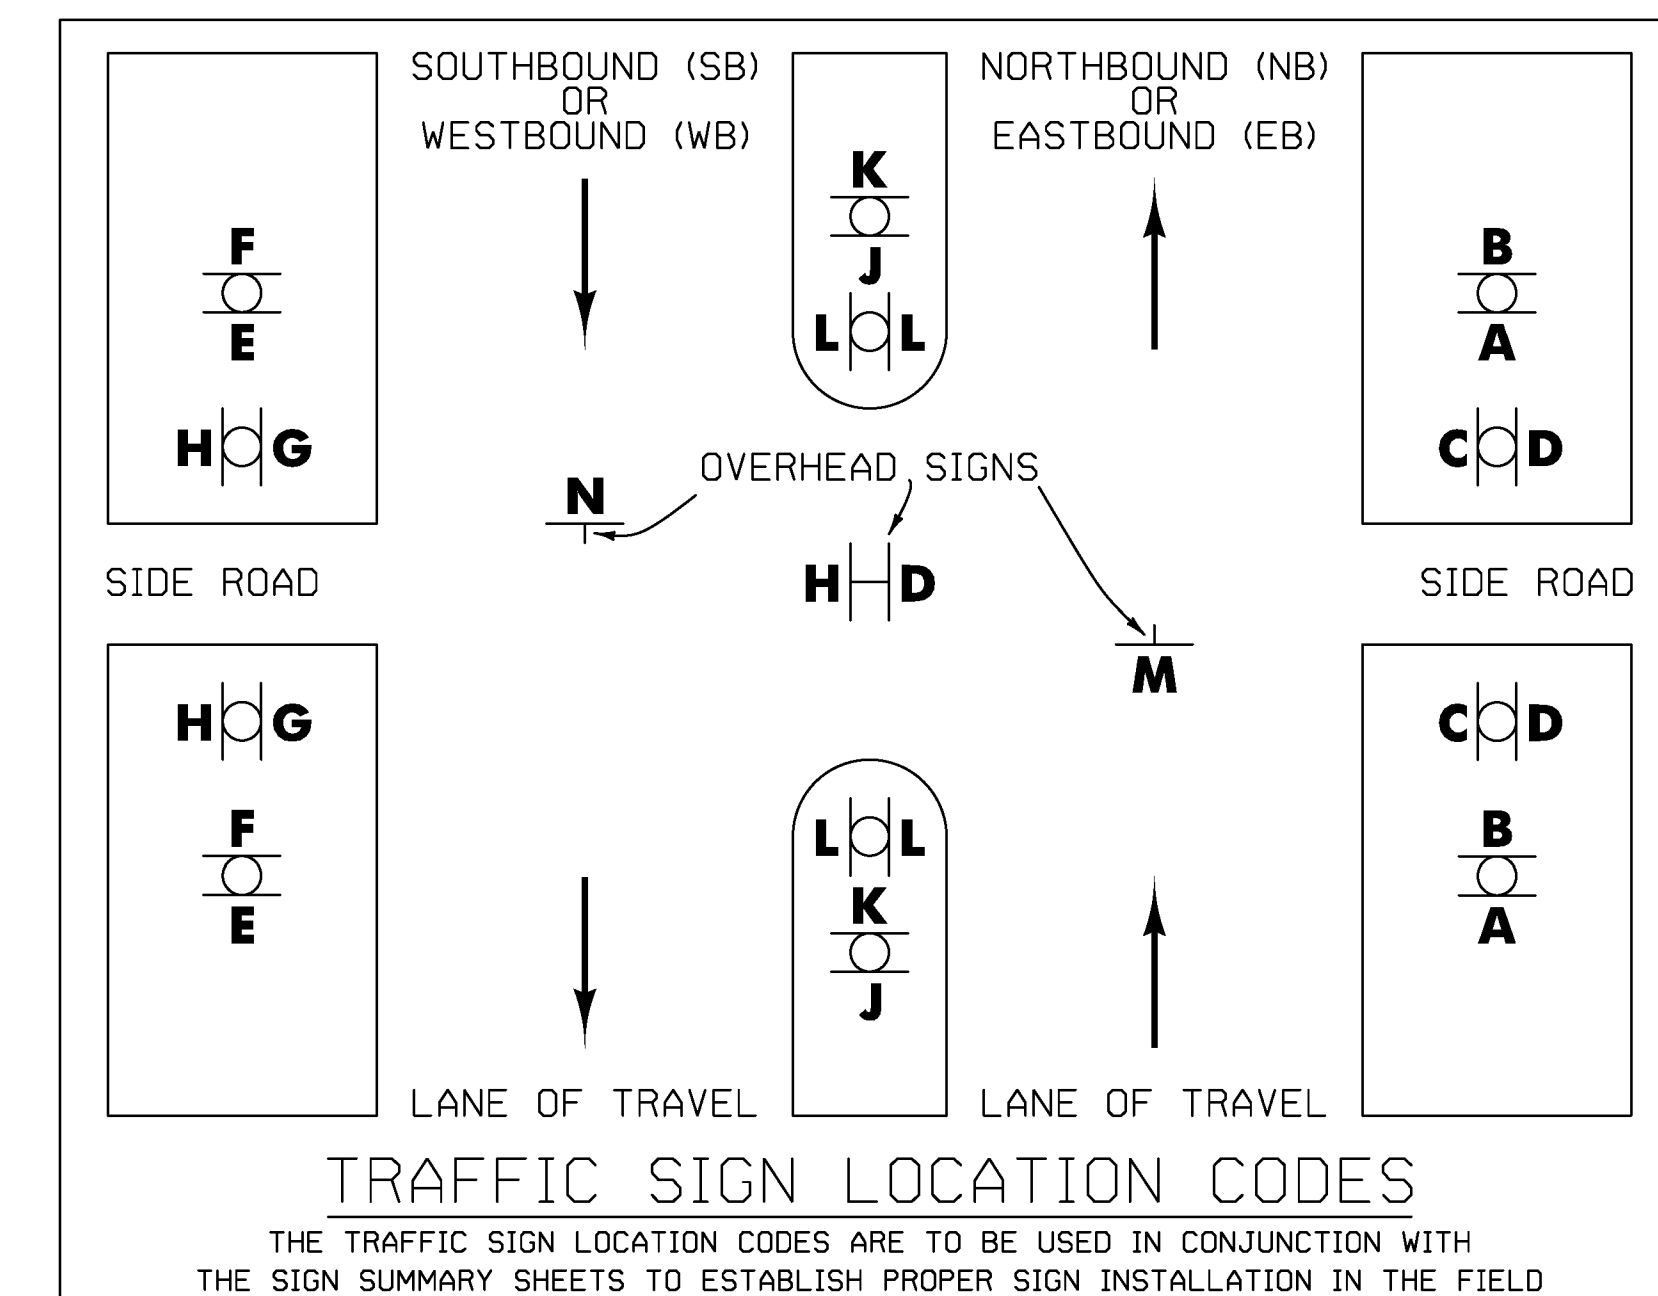 SOUTHBOUND (SB)
OR
WESTBOUND (WB)
NORTHBOUND (NB)
OR
EASTBOUND (EB)
K
J
L L
F
E
H G
B
A
C D
OVERHEAD SIGNS
N
H D
M
SIDE ROAD
SIDE ROAD
H G
F
E
L L
K
J
C D
B
A
LANE OF TRAVEL
LANE OF TRAVEL
TRAFFIC SIGN LOCATION CODES
THE TRAFFIC SIGN LOCATION CODES ARE TO BE USED IN CONJUNCTION WITH
THE SIGN SUMMARY SHEETS TO ESTABLISH PROPER SIGN INSTALLATION IN THE FIELD